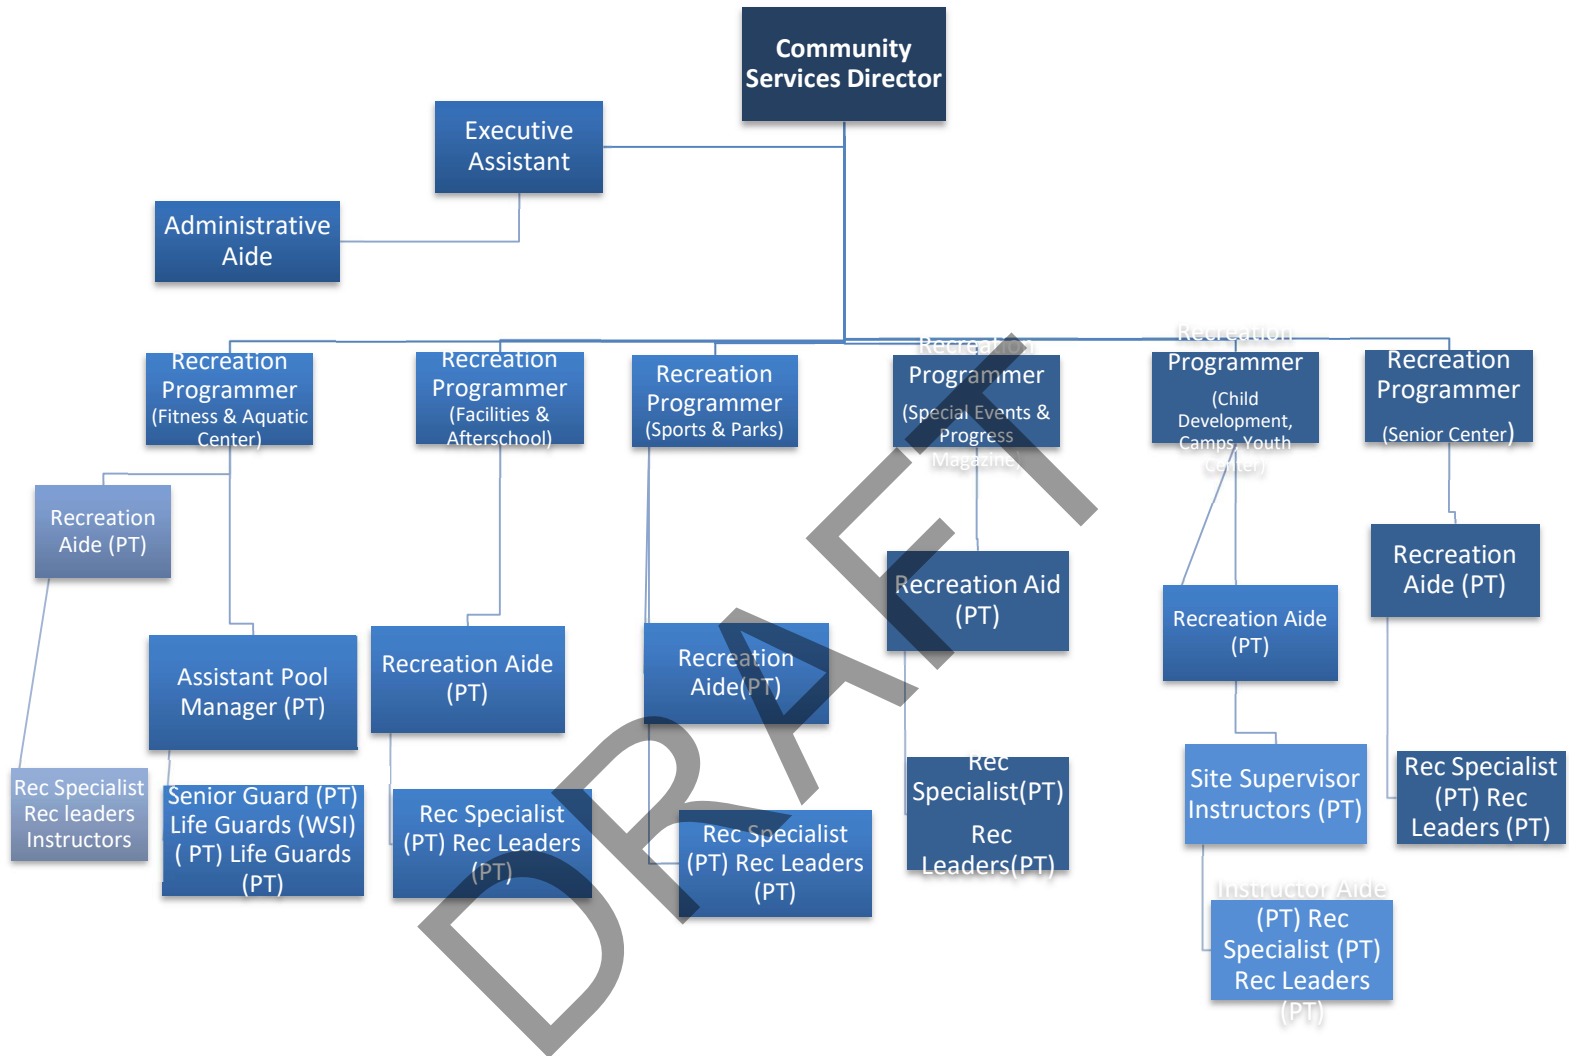 Community
Services Director
Executive
Assistant
Administrative
Aide
Recreation
Programmer
(Fitness & Aquatic
Center)
Recreation
Programmer
(Facilities &
Afterschool)
Recreation
Programmer
(Sports & Parks)
Recreation
Programmer
(Special Events &
Progress
Magazine)
Recreation
Programmer
(Child
Development,
Camps, Youth
Center)
Recreation
Programmer
(Senior Center)
Recreation
Aide (PT)
Assistant Pool
Manager (PT)
Recreation Aide
(PT)
Recreation
Aide(PT)
Recreation Aid
(PT)
Recreation Aide
(PT)
Recreation
Aide (PT)
Rec Specialist
Rec leaders
Instructors
Senior Guard (PT)
Life Guards (WSI)
( PT) Life Guards
(PT)
Rec Specialist
(PT) Rec Leaders
(PT)
Rec Specialist
(PT) Rec Leaders
(PT)
Rec
Specialist(PT)
Rec
Leaders(PT)
Site Supervisor
Instructors (PT)
Rec Specialist
(PT) Rec
Leaders (PT)
Instructor Aide
(PT) Rec
Specialist (PT)
Rec Leaders
(PT)
DRAFT